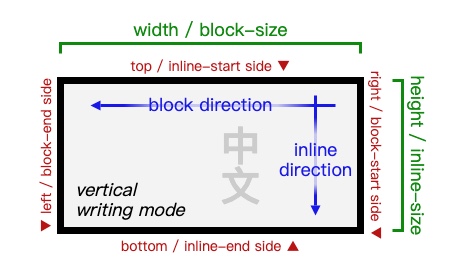 width / block-size
top / inline-start side ▼
left / block-end side ▼
block direction
inline
direction
中
文
vertical
writing mode
right / block-start side ▼
height / inline-size
bottom / inline-end side ▲